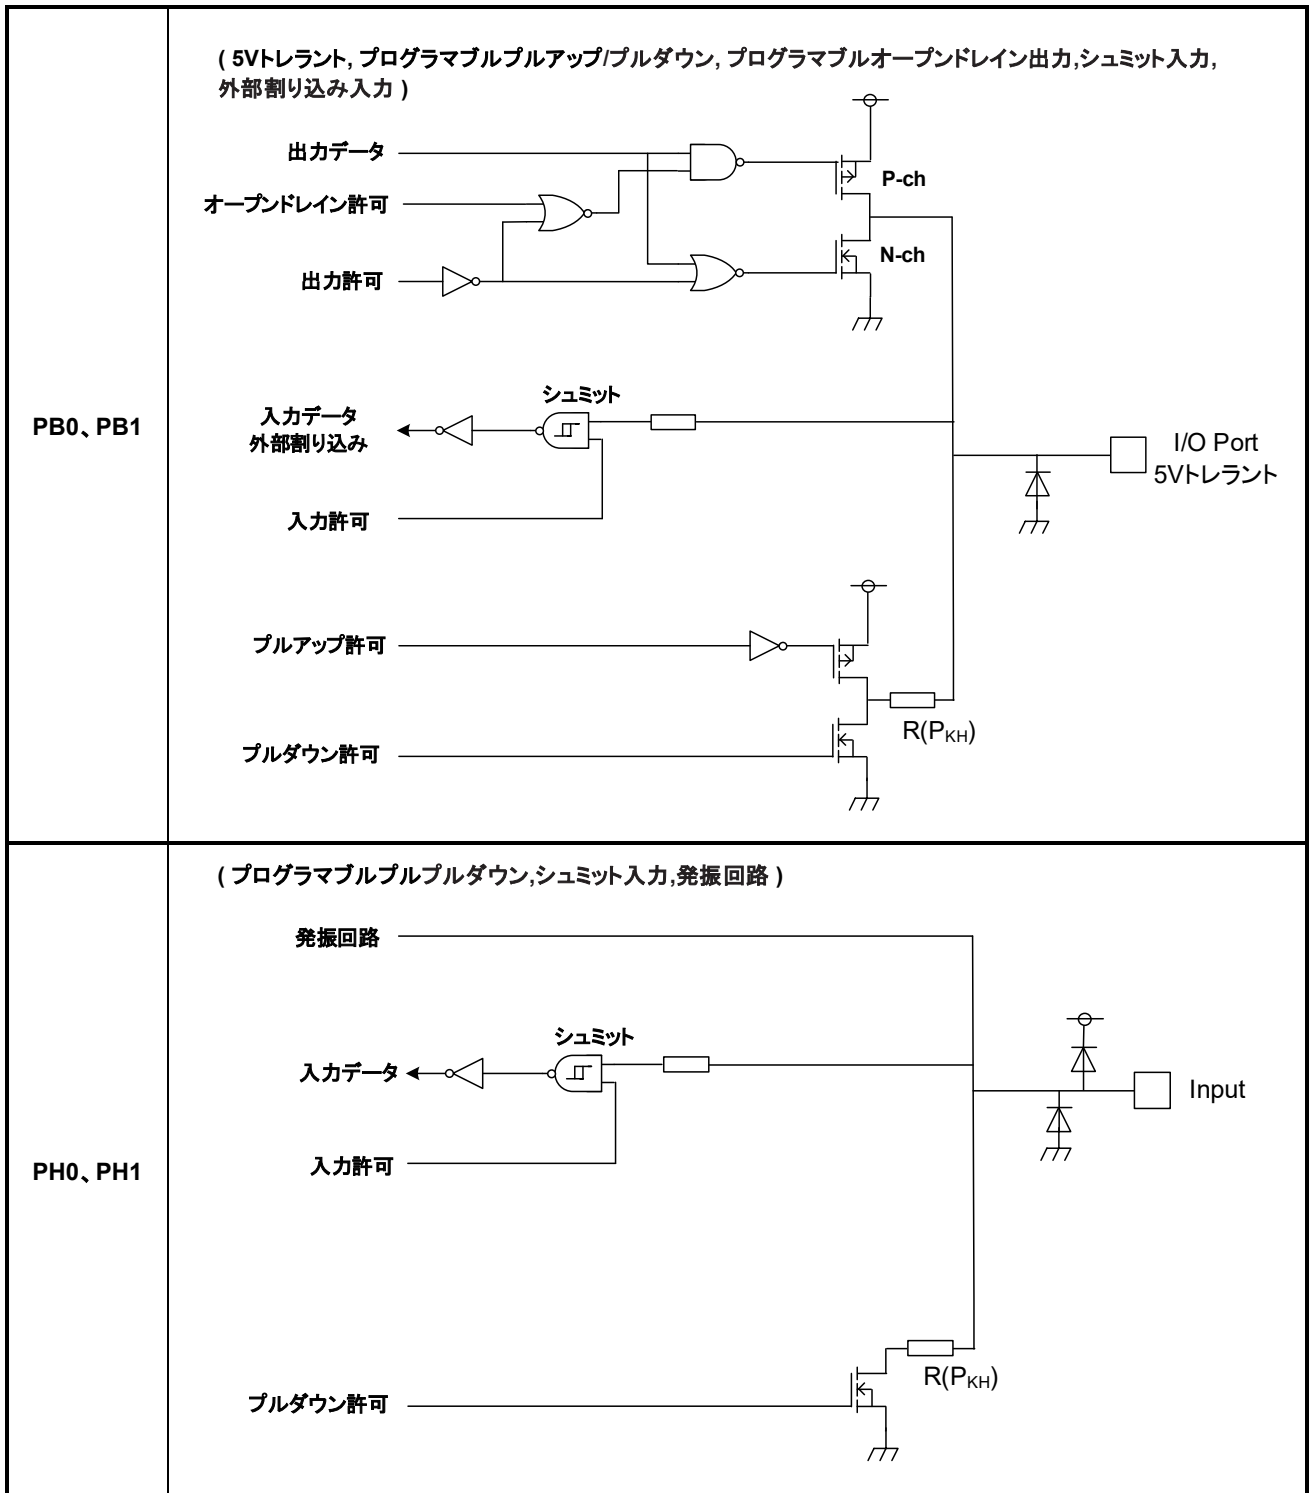 ( 5Vトレラント, プログラマブルプルアップ/プルダウン, プログラマブルオープンドレイン出力,シュミット入力,
外部割り込み入力 )
出力データ
オープンドレイン許可
出力許可
P-ch
N-ch
PB0、PB1
シュミット
入力データ
外部割り込み
入力許可
I/O Port
5Vトレラント
プルアップ許可
プルダウン許可
R(PKH)
( プログラマブルプルプルダウン,シュミット入力,発振回路 )
発振回路
シュミット
入力データ
入力許可
Input
PH0、PH1
プルダウン許可
R(PKH)